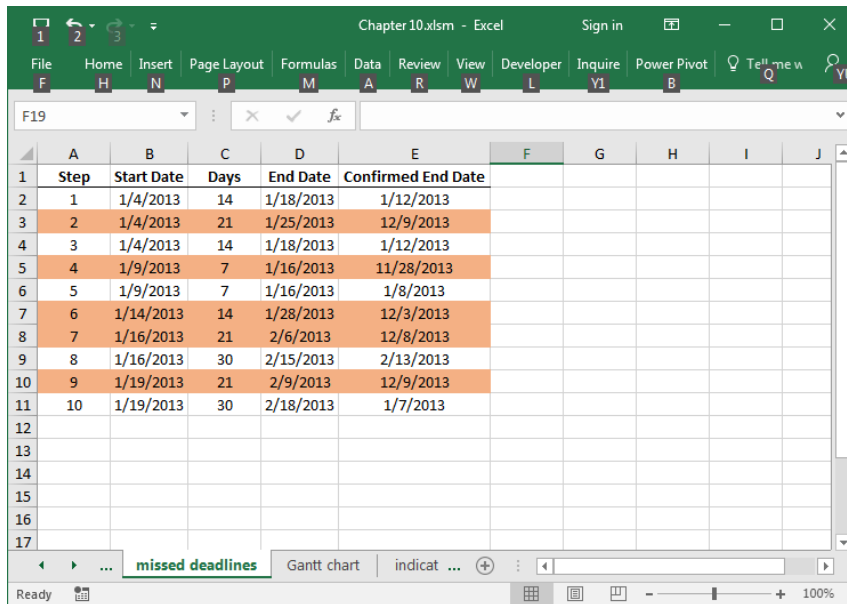 1 2 3 Chapter 10.xlsm - Excel Sign in
File Home Insert Page Layout Formulas Data Review View Developer Inquire Power Pivot Tell me w
F H N P M A R W L Y1 B Q Y
F19 fx
A B C D E F G H I J
1 Step Start Date Days End Date Confirmed End Date
2 1 1/4/2013 14 1/18/2013 1/12/2013
3 2 1/4/2013 21 1/25/2013 12/9/2013
4 3 1/4/2013 14 1/18/2013 1/12/2013
5 4 1/9/2013 7 1/16/2013 11/28/2013
6 5 1/9/2013 7 1/16/2013 1/8/2013
7 6 1/14/2013 14 1/28/2013 12/3/2013
8 7 1/16/2013 21 2/6/2013 12/8/2013
9 8 1/16/2013 30 2/15/2013 2/13/2013
10 9 1/19/2013 21 2/9/2013 12/9/2013
11 10 1/19/2013 30 2/18/2013 1/7/2013
12
13
14
15
16
17
... missed deadlines Gantt chart indicat ...
Ready 100%